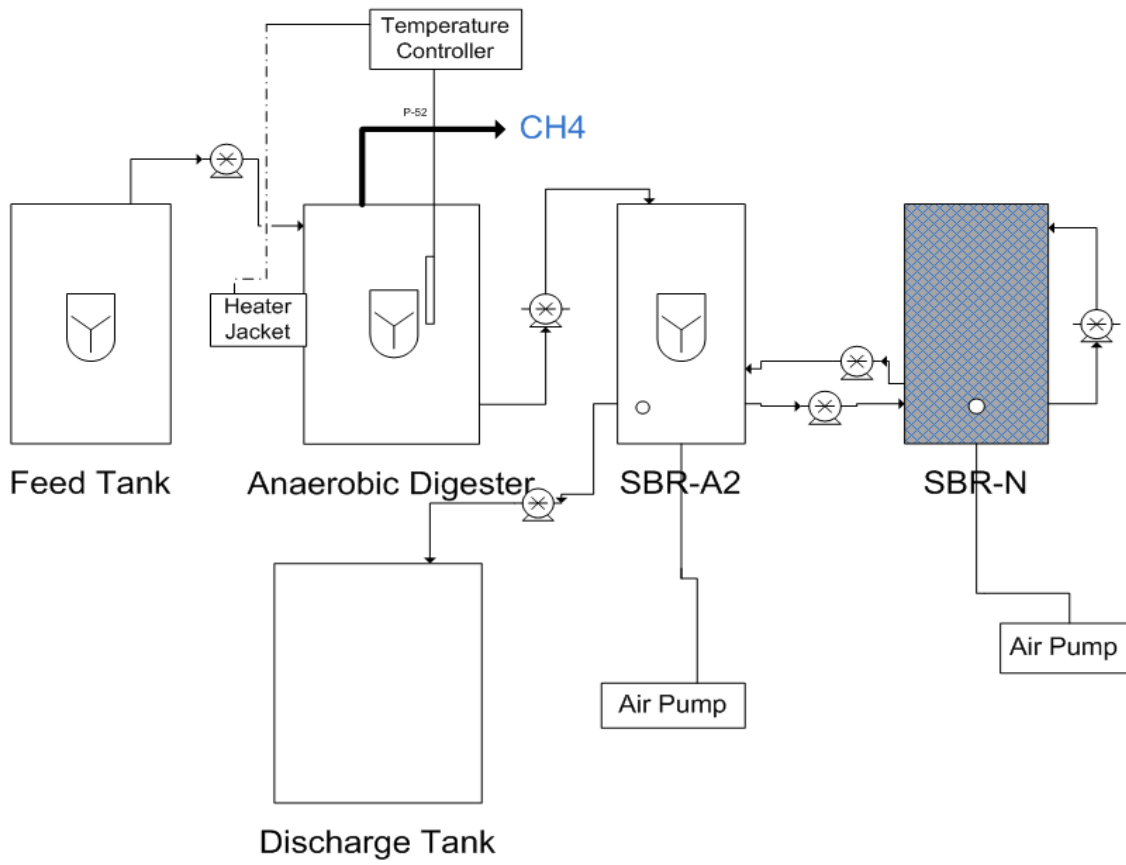 Temperature
Controller
P-52
CH4
Heater
Jacket
Feed Tank
Anaerobic Digester
SBR-A2
SBR-N
Air Pump
Air Pump
Discharge Tank